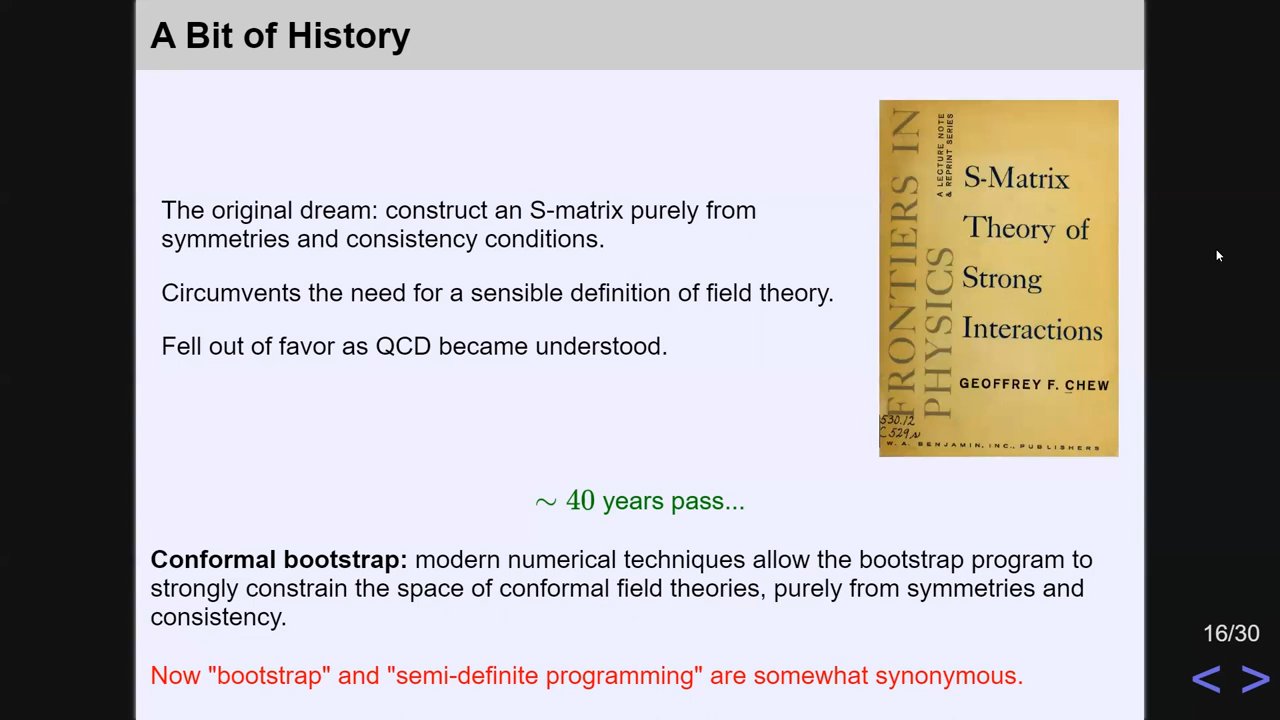 A Bit of History
The original dream: construct an S-matrix purely from
symmetries and consistency conditions.
Circumvents the need for a sensible definition of field theory.
Fell out of favor as QCD became understood.
FRONTIERS IN
PHYSICS
A LECTURE NOTE
& REPRINT SERIES
S-Matrix
Theory of
Strong
Interactions
GEOFFREY F. CHEW
530.12
C529s
W. A. BENJAMIN, INC., PUBLISHERS
~ 40 years pass...
Conformal bootstrap: modern numerical techniques allow the bootstrap program to
strongly constrain the space of conformal field theories, purely from symmetries and
consistency.
Now "bootstrap" and "semi-definite programming" are somewhat synonymous.
16/30
< >